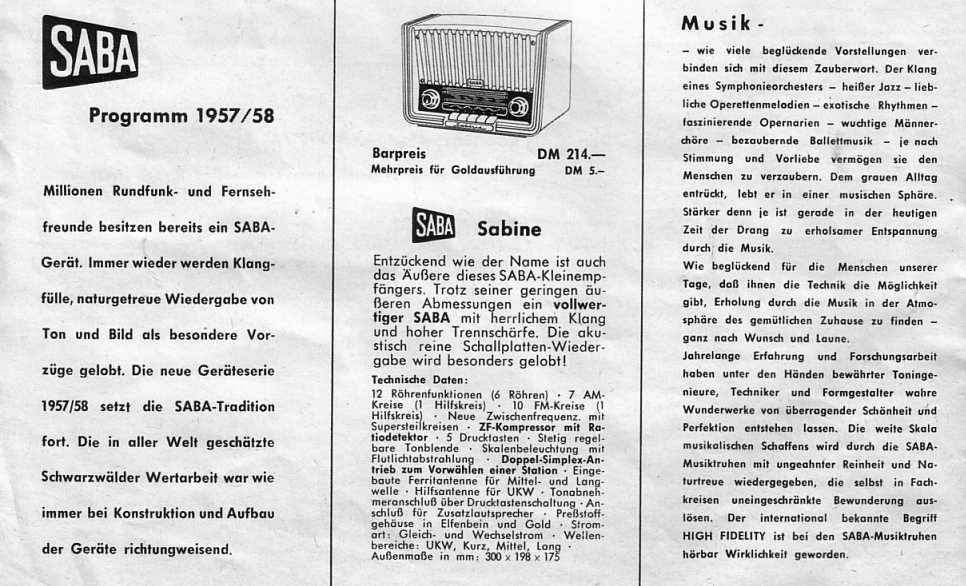 SABA
Programm 1957/58
Millionen Rundfunk- und Fernseh-
freunde besitzen bereits ein SABA-
Gerät. Immer wieder werden Klang-
fülle, naturgetreue Wiedergabe von
Ton und Bild als besondere Vor-
züge gelobt. Die neue Geräteserie
1957/58 setzt die SABA-Tradition
fort. Die in aller Welt geschätzte
Schwarzwälder Wertarbeit war wie
immer bei Konstruktion und Aufbau
der Geräte richtungweisend.
Barpreis DM 214.—
Mehrpreis für Goldausführung DM 5.–
SABA Sabine
Entzückend wie der Name ist auch
das Äußere dieses SABA-Kleinemp-
fängers. Trotz seiner geringen äu-
ßeren Abmessungen ein vollwer-
tiger SABA mit herrlichem Klang
und hoher Trennschärfe. Die aku-
stisch reine Schallplatten-Wieder-
gabe wird besonders gelobt!
Technische Daten:
12 Röhrenfunktionen (6 Röhren) · 7 AM-
Kreise (1 Hilfskreis) · 10 FM-Kreise (1
Hilfskreis) · Neue Zwischenfrequenz. mit
Supersteilkreisen · ZF-Kompressor mit Ra-
tiodetektor · 5 Drucktasten · Stetig regel-
bare Tonblende · Skalenbeleuchtung mit
Flutlichtabstrahlung · Doppel-Simplex-An-
trieb zum Vorwählen einer Station · Einge-
baute Ferritantenne für Mittel- und Lang-
welle · Hilfsantenne für UKW · Tonabneh-
meranschluß über Drucktastenschaltung · An-
schluß für Zusatzlautsprecher · Preßstoff-
gehäuse in Elfenbein und Gold · Strom-
art: Gleich- und Wechselstrom · Wellen-
bereiche: UKW, Kurz, Mittel, Lang ·
Außenmaße in mm: 300 x 198 x 175
Musik -
– wie viele beglückende Vorstellungen ver-
binden sich mit diesem Zauberwort. Der Klang
eines Symphonieorchesters – heißer Jazz – lieb-
liche Operettenmelodien – exotische Rhythmen –
faszinierende Opernarien – wuchtige Männer-
chöre – bezaubernde Ballettmusik – je nach
Stimmung und Vorliebe vermögen sie den
Menschen zu verzaubern. Dem grauen Alltag
entrückt, lebt er in einer musischen Sphäre.
Stärker denn je ist gerade in der heutigen
Zeit der Drang zu erholsamer Entspannung
durch die Musik.
Wie beglückend für die Menschen unserer
Tage, daß ihnen die Technik die Möglichkeit
gibt, Erholung durch die Musik in der Atmo-
sphäre des gemütlichen Zuhause zu finden –
ganz nach Wunsch und Laune.
Jahrelange Erfahrung und Forschungsarbeit
haben unter den Händen bewährter Toninge-
nieure, Techniker und Formgestalter wahre
Wunderwerke von überragender Schönheit und
Perfektion entstehen lassen. Die weite Skala
musikalischen Schaffens wird durch die SABA-
Musiktruhen mit ungeahnter Reinheit und Na-
turtreue wiedergegeben, die selbst in Fach-
kreisen uneingeschränkte Bewunderung aus-
lösen. Der international bekannte Begriff
HIGH FIDELITY ist bei den SABA-Musiktruhen
hörbar Wirklichkeit geworden.